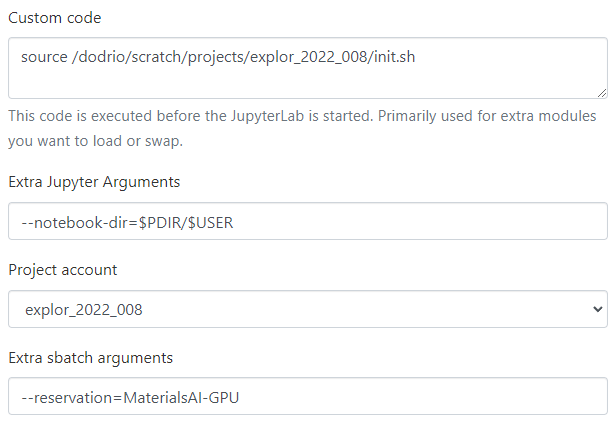 Custom code
source /dodrio/scratch/projects/explor_2022_008/init.sh
This code is executed before the JupyterLab is started. Primarily used for extra modules
you want to load or swap.
Extra Jupyter Arguments
--notebook-dir=$PDIR/$USER
Project account
explor_2022_008
Extra sbatch arguments
--reservation=MaterialsAI-GPU